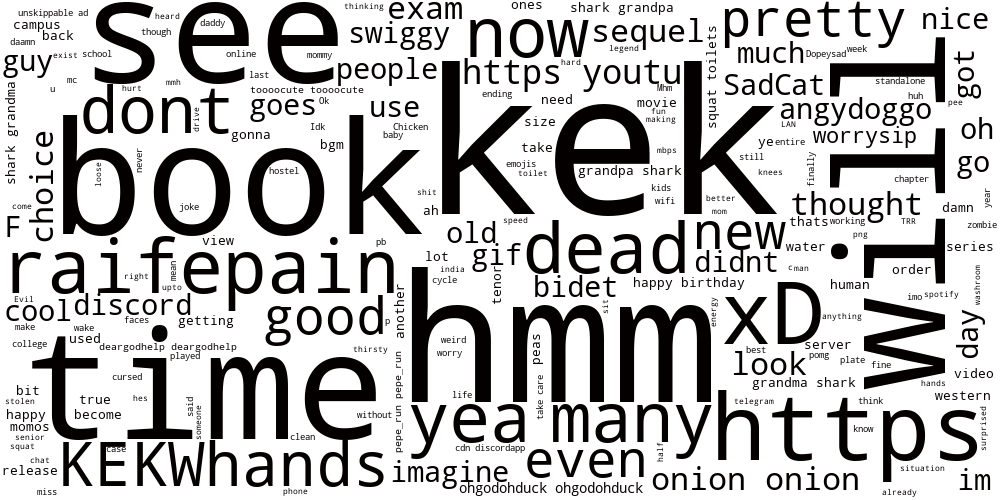 unskippable ad
heard
daddy
thinking
exam
ones
shark grandpa
pretty
nice
campus
back
though
see
swiggy
now
sequel
daamn
exist
school
online
mommy
legend
much
Dopeysad
week
guy
last
people
https
hard
youtu
squat toilets
SadCat
will
standalone
got
mc
mmh
hurt
toooocute toooocute
Mhm
u
dont
goes
Ok
use
kek
ending
need
movie
fun
making
angydoggo
huh
pee
shark grandma
drive
gonna
Idk
Chicken
baby
size
LAN
worrysip
oh
choice
book
bgm
take
mbps
ye
entire
loose
never
hostel
emojis
toilet
grandpa shark
still
finally
go
knees
chapter
shit
kids
wifi
better
mom
come
joke
ah
thought
damn
year
F
speed
thats
working
TRR
zombie
view
pb
old
dead
new
png
raifepain
gif
didnt
water
series
right
mean
upto
lot
india
cycle
tenor
bidet
happy birthday
c
man
order
washroom
Evil
human
imo
spotify
cool
discord
good
p
another
hmm
sit
energy
xD
anything
day
make
wake
faces
getting
used
server
college
deargodhelp deargodhelp
weird
worry
peas
best
pomg
plate
fine
played
time
thirsty
look
video
cursed
life
grandma shark
hands
bit
true
hes
pepe_run pepe_run
take care
western
stolen
become
said
someone
without
yea
many
telegram
think
happy
https
momos
know
surprised
senior
squat
clean
case
cdn discordapp
even
half
chat
KEKWhands
situation
release
imagine
onion onion
im
miss
phone
ohgodohduck ohgodohduck
already